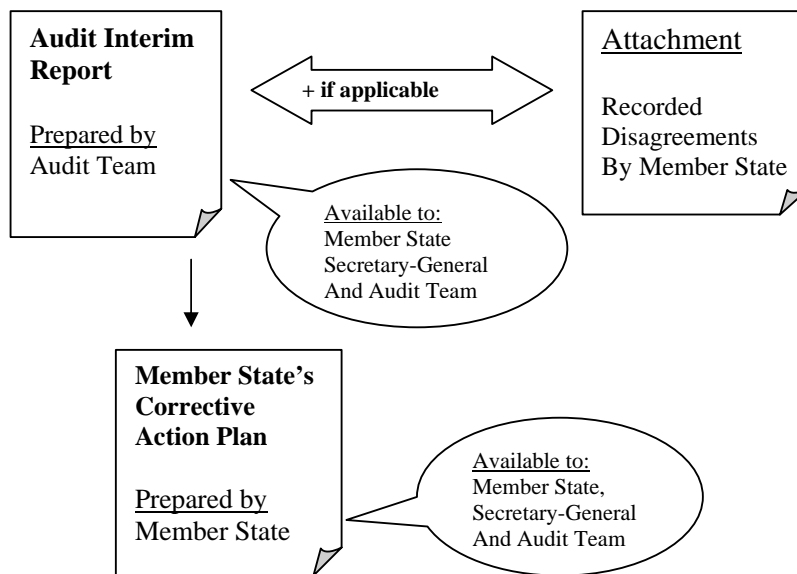 Audit Interim
Report
Prepared by
Audit Team
+ if applicable
Attachment
Recorded
Disagreements
By Member State
Available to:
Member State
Secretary-General
And Audit Team
Member State's
Corrective
Action Plan
Prepared by
Member State
Available to:
Member State,
Secretary-General
And Audit Team